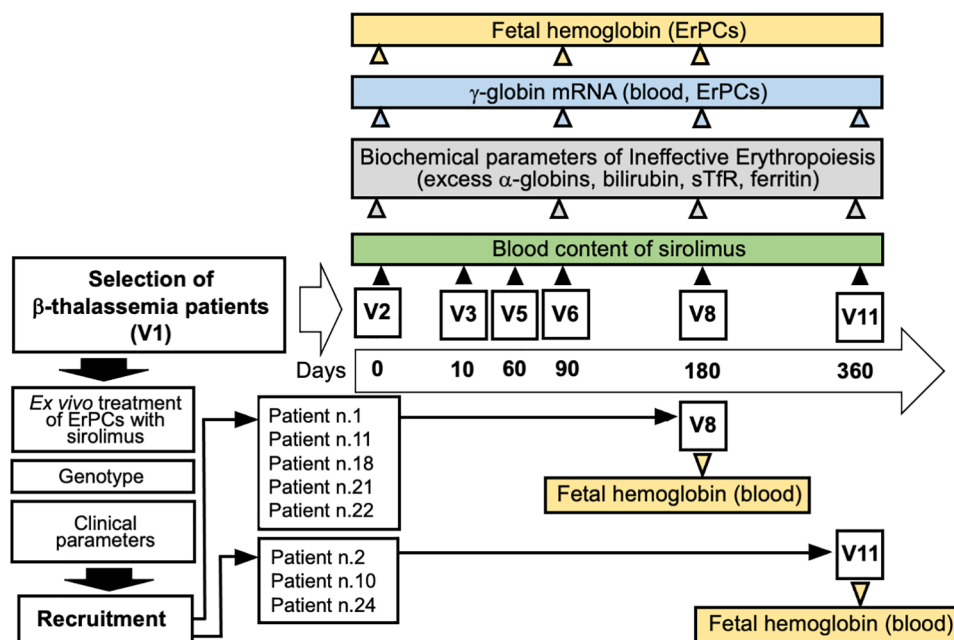 Fetal hemoglobin (ErPCs)
γ-globin mRNA (blood, ErPCs)
Biochemical parameters of Ineffective Erythropoiesis
(excess α-globins, bilirubin, sTfR, ferritin)
Blood content of sirolimus
Selection of
β-thalassemia patients
(V1)
V2
V3
V5
V6
V8
V11
Days
0
10
60
90
180
360
Ex vivo treatment
of ErPCs with
sirolimus
Genotype
Clinical
parameters
Recruitment
Patient n.1
Patient n.11
Patient n.18
Patient n.21
Patient n.22
V8
Fetal hemoglobin (blood)
Patient n.2
Patient n.10
Patient n.24
V11
Fetal hemoglobin (blood)